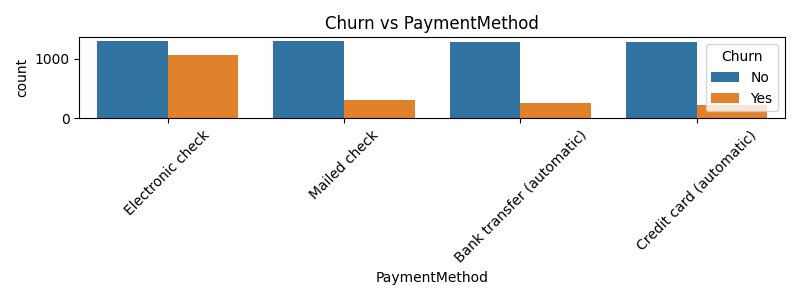 Churn vs PaymentMethod
count
1000
0
Churn
No
Yes
Electronic check
Mailed check
Bank transfer (automatic)
Credit card (automatic)
PaymentMethod